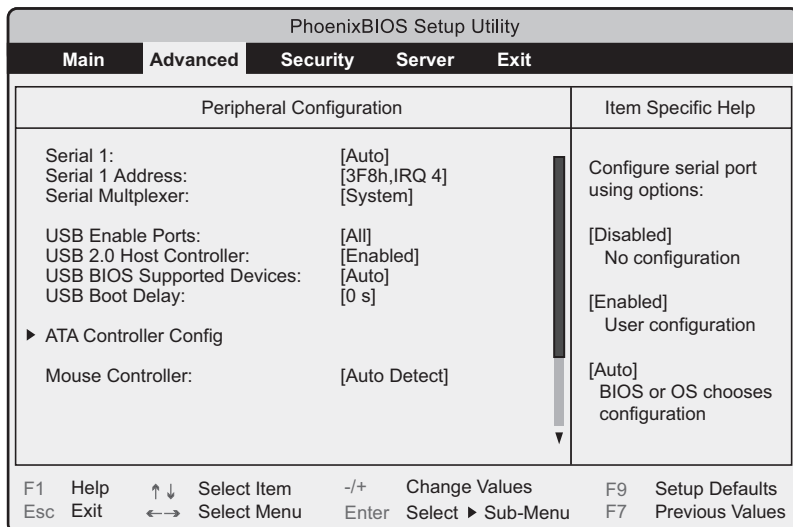 PhoenixBIOS Setup Utility
Main Advanced Security Server Exit
Peripheral Configuration
Serial 1: [Auto]
Serial 1 Address: [3F8h,IRQ 4]
Serial Multplexer: [System]
USB Enable Ports: [All]
USB 2.0 Host Controller: [Enabled]
USB BIOS Supported Devices: [Auto]
USB Boot Delay: [0 s]
ATA Controller Config
Mouse Controller: [Auto Detect]
Item Specific Help
Configure serial port
using options:
[Disabled]
No configuration
[Enabled]
User configuration
[Auto]
BIOS or OS chooses
configuration
F1 Help ↑↓ Select Item -/+ Change Values F9 Setup Defaults
Esc Exit ←→ Select Menu Enter Select ▶ Sub-Menu F7 Previous Values